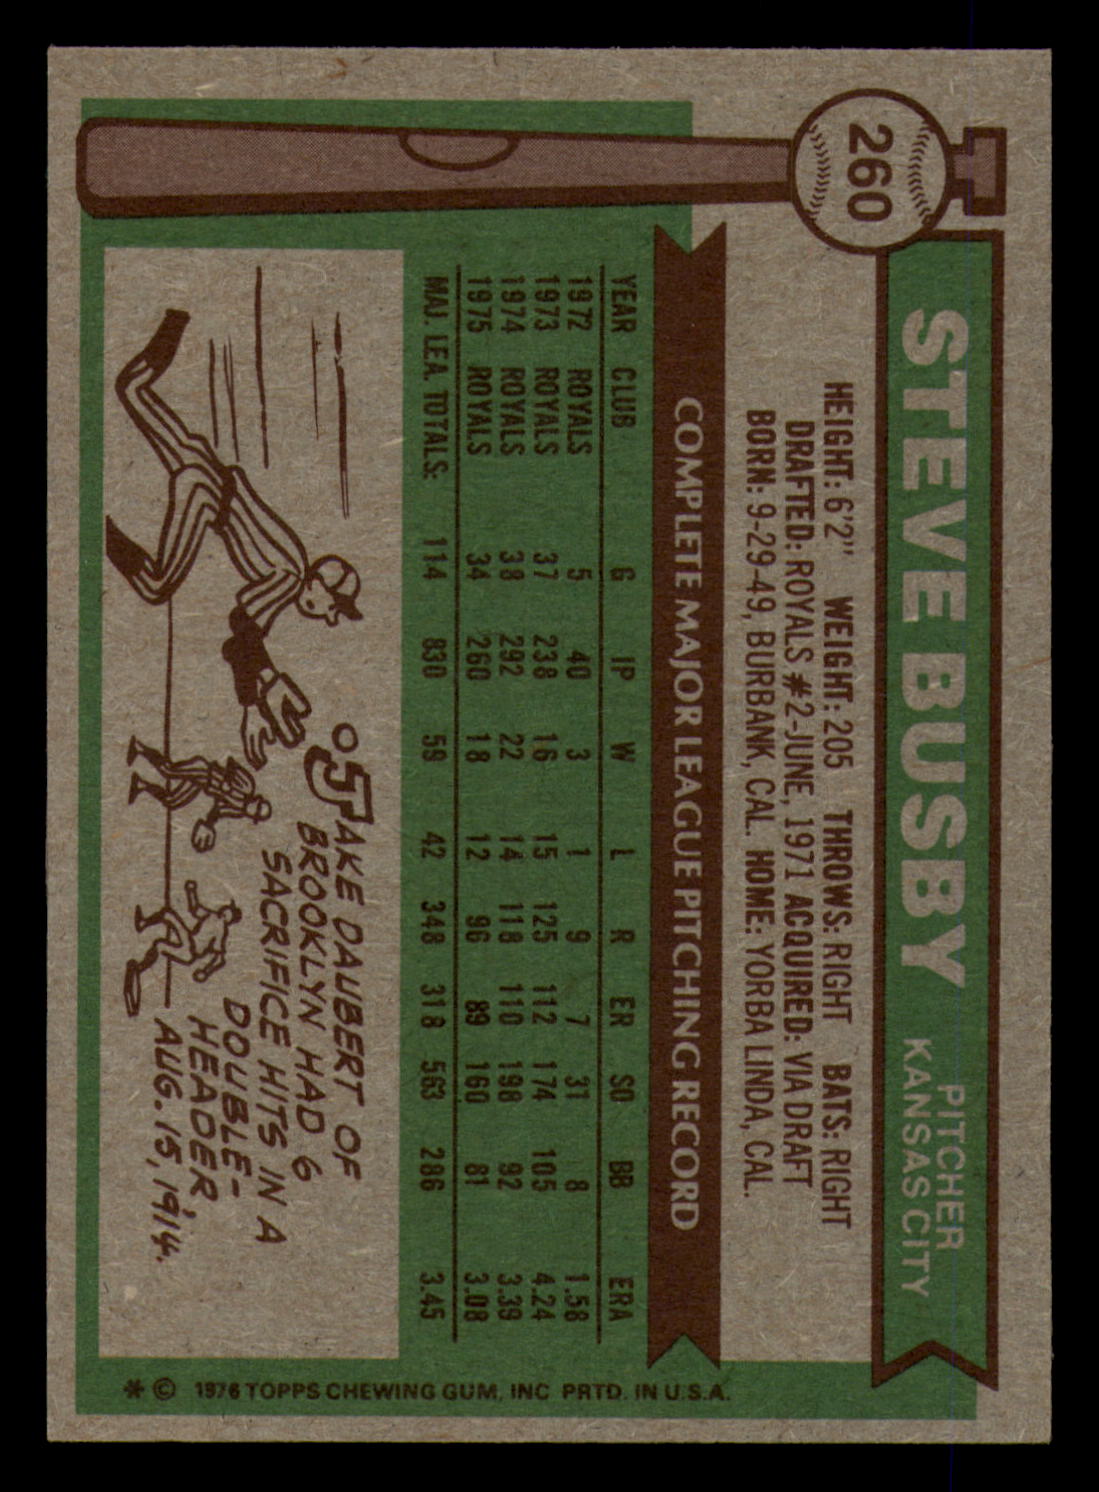 260
STEVE BUSBY
PITCHER
KANSAS CITY
HEIGHT: 6'2" WEIGHT: 205 THROWS: RIGHT BATS: RIGHT
DRAFTED: ROYALS #2-JUNE, 1971 ACQUIRED: VIA DRAFT
BORN: 9-29-49, BURBANK, CAL. HOME: YORBA LINDA, CAL.
COMPLETE MAJOR LEAGUE PITCHING RECORD
YEAR CLUB G IP W L R ER SO BB ERA
1972 ROYALS 5 40 3 1 9 7 31 8 1.58
1973 ROYALS 37 238 16 15 125 112 174 105 4.24
1974 ROYALS 38 292 22 14 118 110 198 92 3.39
1975 ROYALS 34 260 18 12 96 89 160 81 3.08
MAJ. LEA. TOTALS: 114 830 59 42 348 318 563 286 3.45
JAKE DAUBERT OF
BROOKLYN HAD 6
SACRIFICE HITS IN A
DOUBLE-
HEADER,
AUG. 15, 1914.
* © 1976 TOPPS CHEWING GUM, INC PRTD. IN U.S.A.